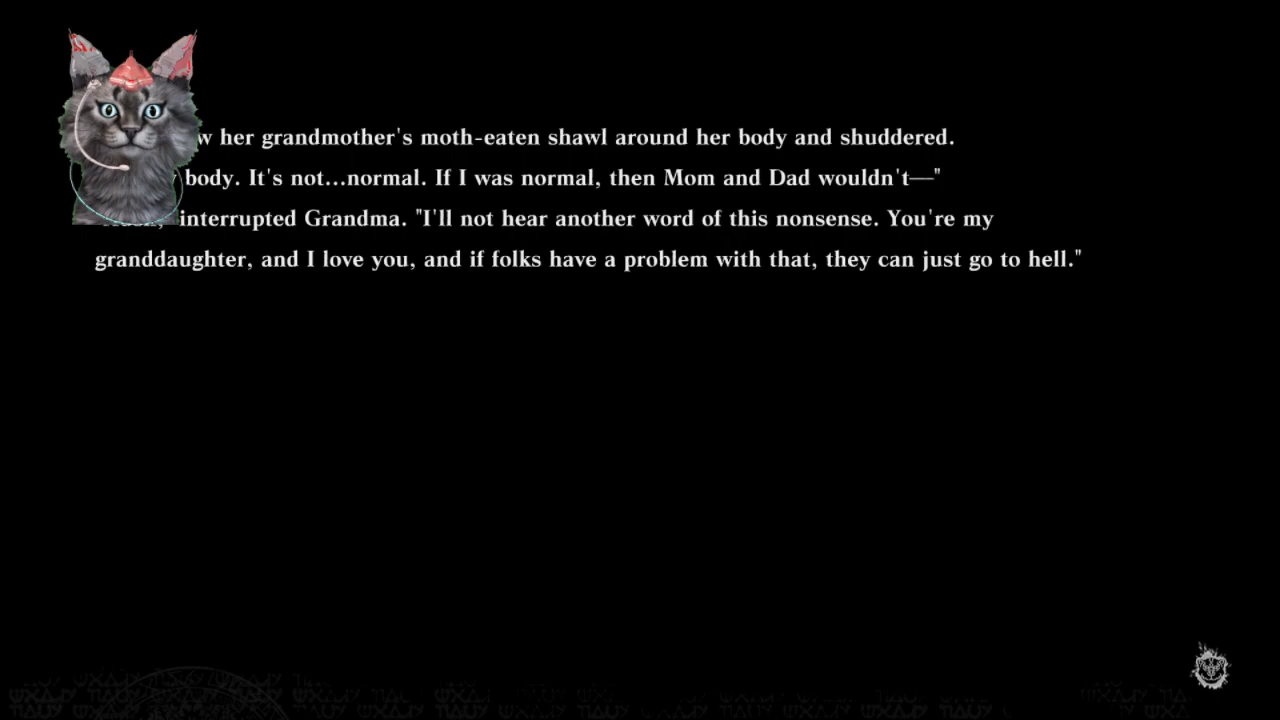 her grandmother's moth-eaten shawl around her body and shuddered.
body. It's not...normal. If I was normal, then Mom and Dad wouldn't—"
interrupted Grandma. "I'll not hear another word of this nonsense. You're my
granddaughter, and I love you, and if folks have a problem with that, they can just go to hell."